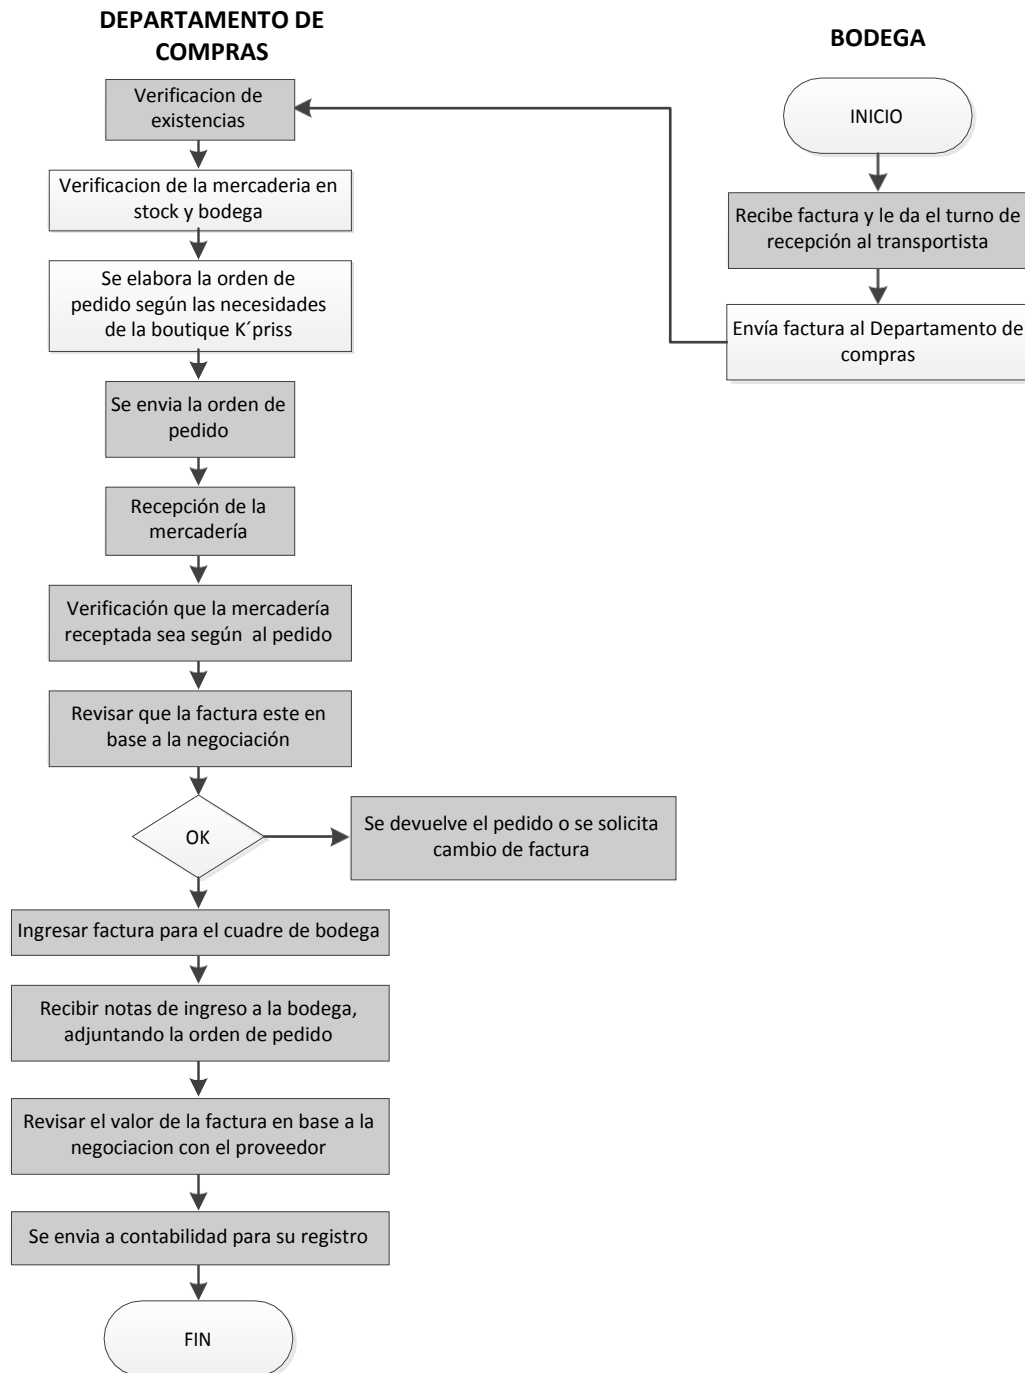 DEPARTAMENTO DE
COMPRAS
Verificacion de
existencias
Verificacion de la mercaderia en
stock y bodega
Se elabora la orden de
pedido según las necesidades
de la boutique K´priss
Se envia la orden de
pedido
Recepción de la
mercadería
Verificación que la mercadería
receptada sea según  al pedido
Revisar que la factura este en
base a la negociación
OK
Se devuelve el pedido o se solicita
cambio de factura
Ingresar factura para el cuadre de bodega
Recibir notas de ingreso a la bodega,
adjuntando la orden de pedido
Revisar el valor de la factura en base a la
negociacion con el proveedor
Se envia a contabilidad para su registro
FIN
BODEGA
INICIO
Recibe factura y le da el turno de
recepción al transportista
Envía factura al Departamento de
compras